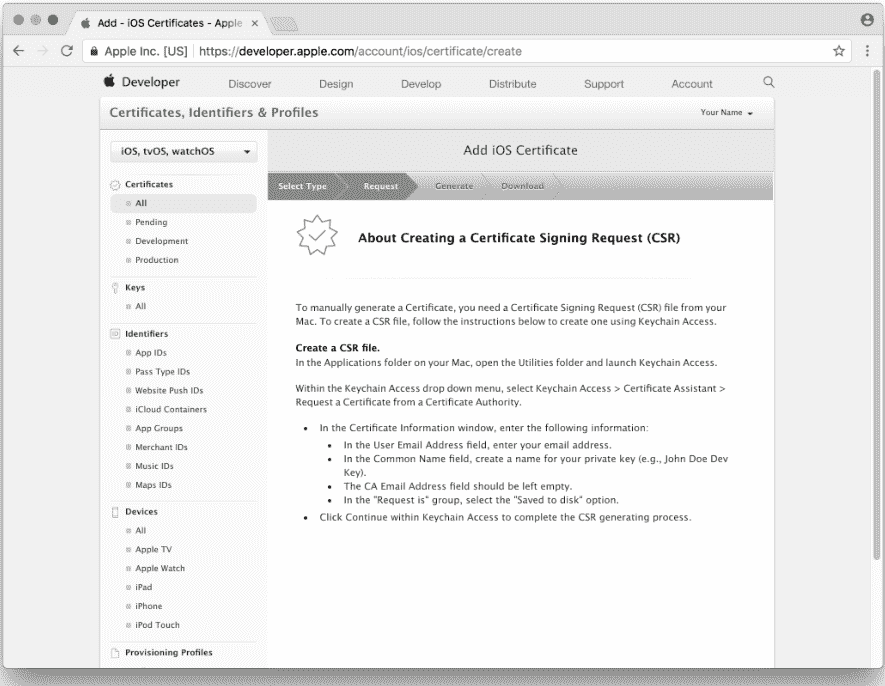 Add - iOS Certificates - Apple
Apple Inc. [US] https://developer.apple.com/account/ios/certificate/create
Developer Discover Design Develop Distribute Support Account
Certificates, Identifiers & Profiles Your Name
iOS, tvOS, watchOS
Certificates
All
Pending
Development
Production
Keys
All
Identifiers
App IDs
Pass Type IDs
Website Push IDs
iCloud Containers
App Groups
Merchant IDs
Music IDs
Maps IDs
Devices
All
Apple TV
Apple Watch
iPad
iPhone
iPod Touch
Provisioning Profiles
Add iOS Certificate
Select Type Request Generate Download
About Creating a Certificate Signing Request (CSR)
To manually generate a Certificate, you need a Certificate Signing Request (CSR) file from your
Mac. To create a CSR file, follow the instructions below to create one using Keychain Access.
Create a CSR file.
In the Applications folder on your Mac, open the Utilities folder and launch Keychain Access.
Within the Keychain Access drop down menu, select Keychain Access > Certificate Assistant >
Request a Certificate from a Certificate Authority.
• In the Certificate Information window, enter the following information:
• In the User Email Address field, enter your email address.
• In the Common Name field, create a name for your private key (e.g., John Doe Dev
Key).
• The CA Email Address field should be left empty.
• In the "Request is" group, select the "Saved to disk" option.
• Click Continue within Keychain Access to complete the CSR generating process.